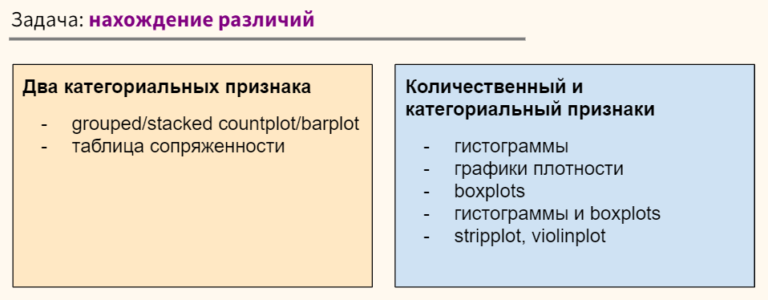 Задача: нахождение различий
Два категориальных признака
- grouped/stacked countplot/barplot
- таблица сопряженности
Количественный и
категориальный признаки
- гистограммы
- графики плотности
- boxplots
- гистограммы и boxplots
- stripplot, violinplot